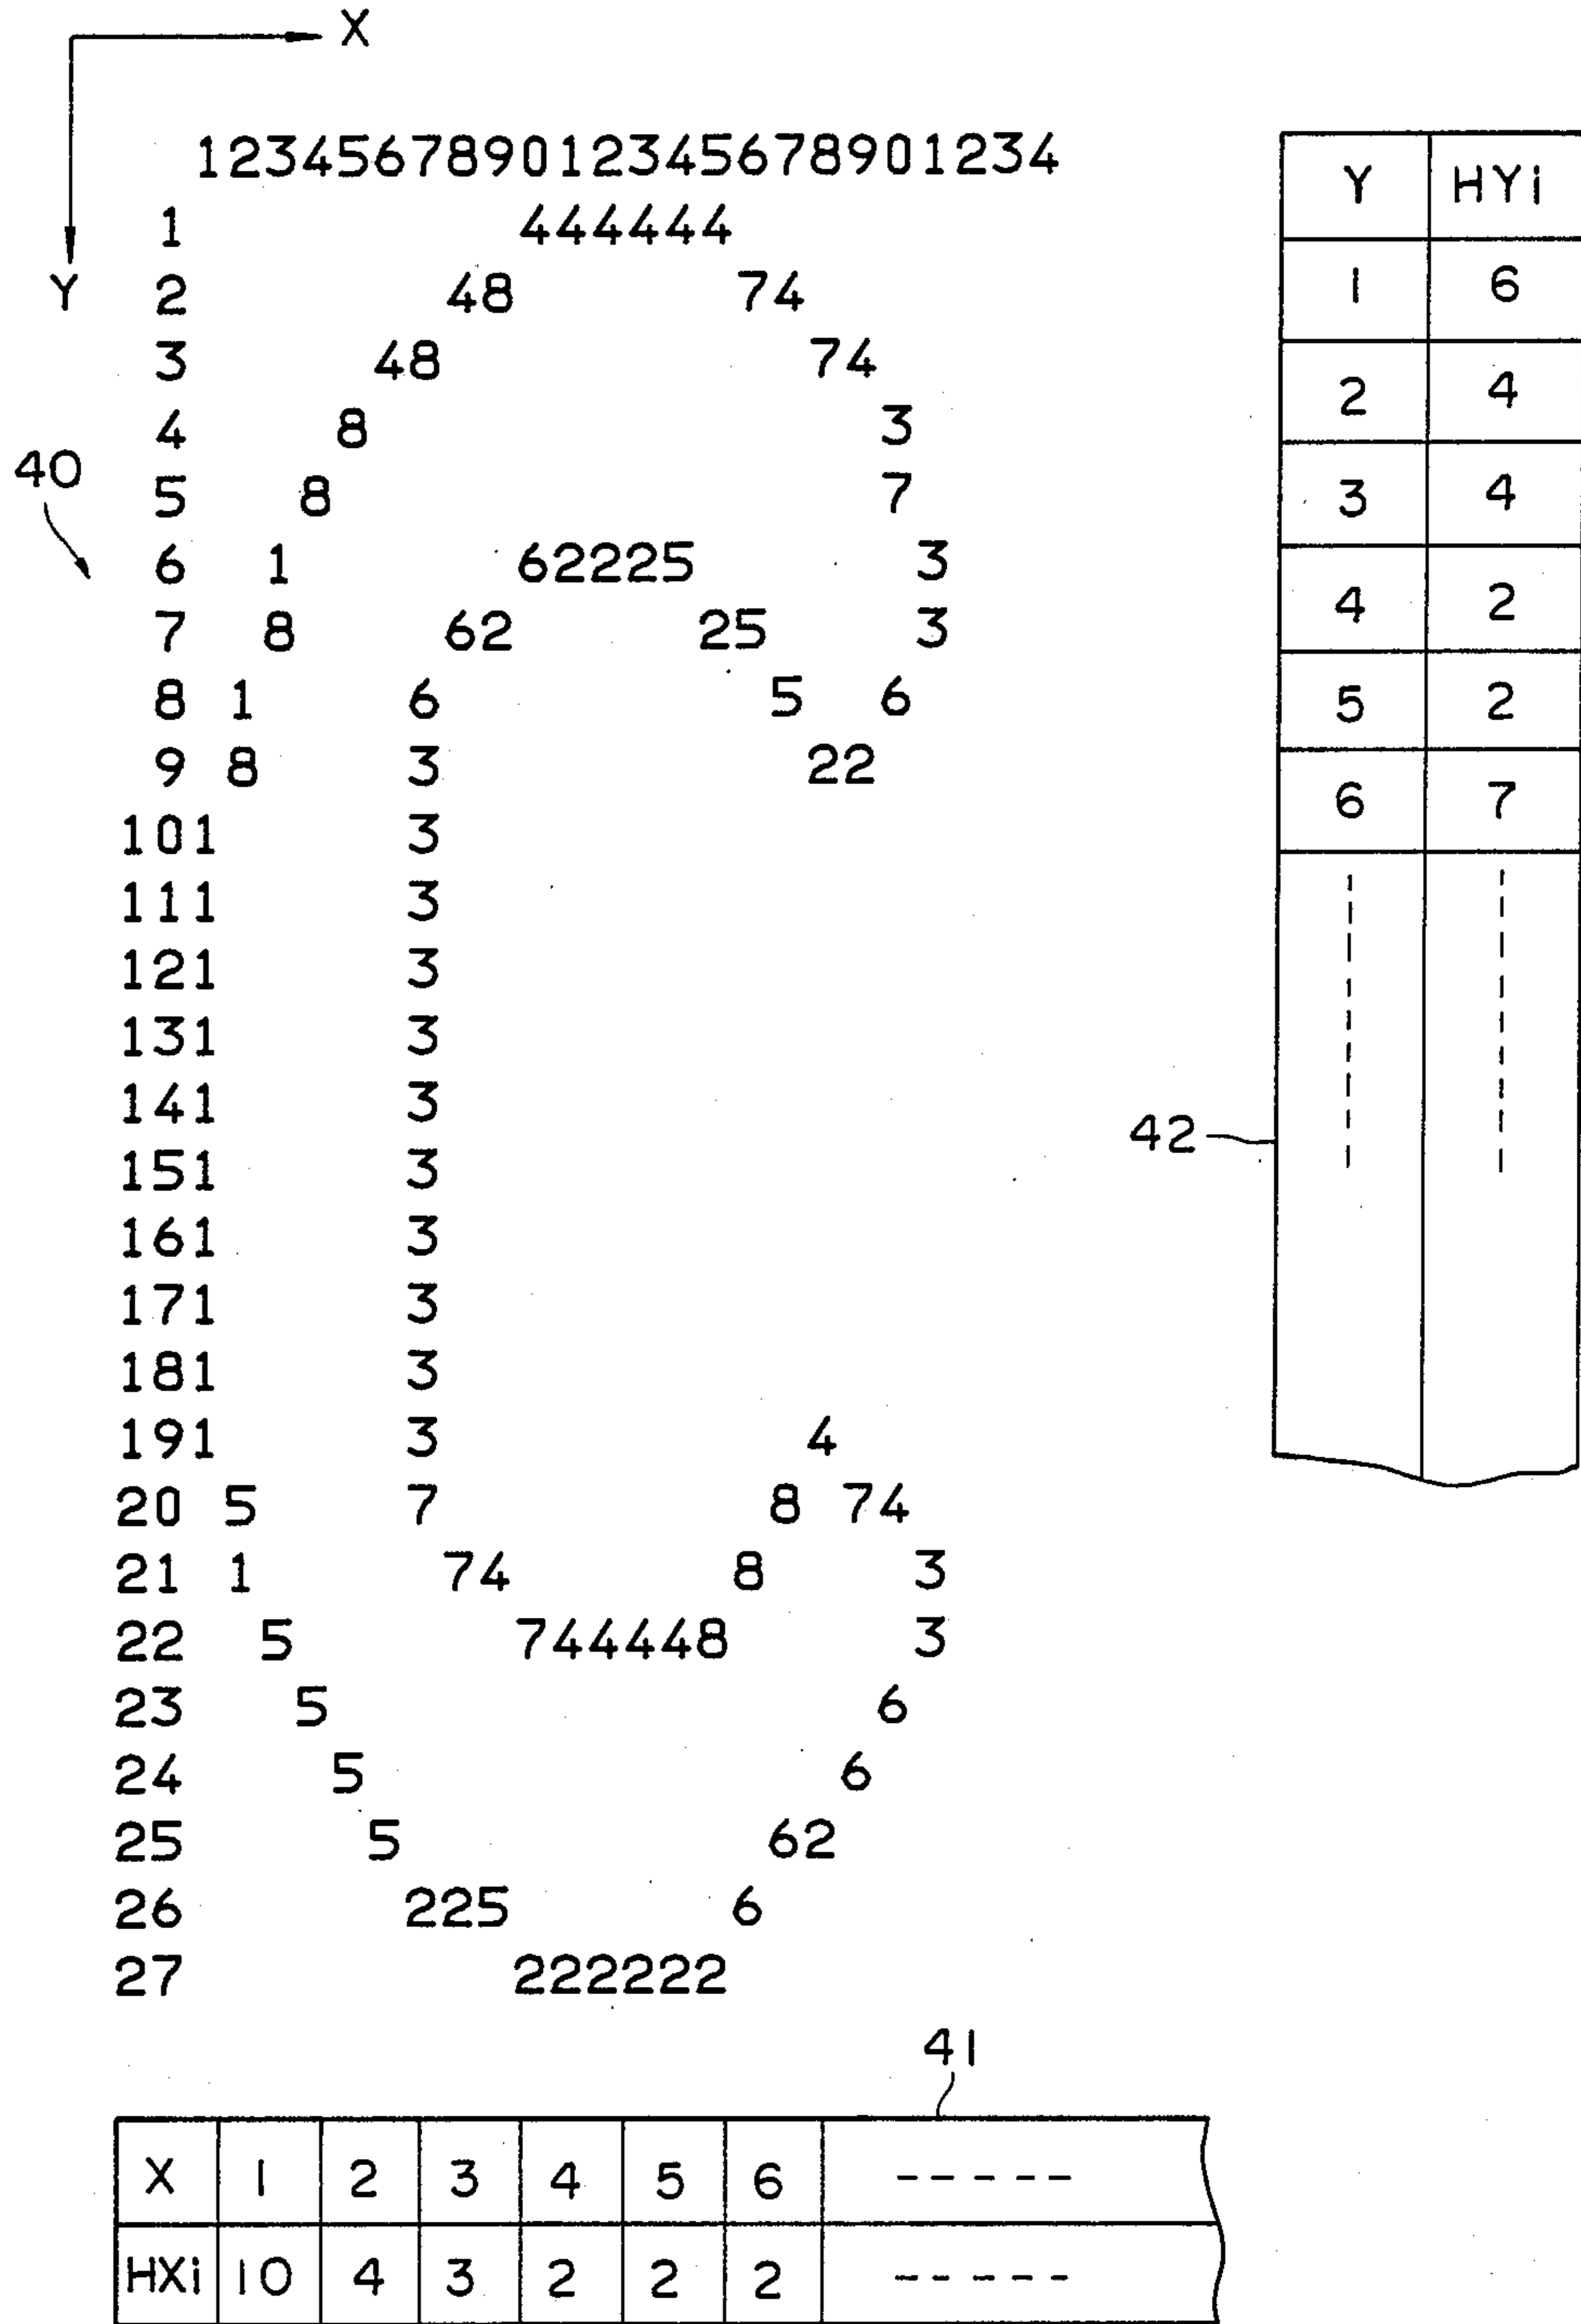 X
123456789012345678901234
1 444444
Y 2 48 74
3 48 74
4 8 3
40 5 8 7
6 1 62225 3
7 8 62 25 3
8 1 6 5 6
9 8 3 22
101 3
111 3
121 3
131 3
141 3
151 3
161 3
171 3
181 3
191 3 4
20 5 7 8 74
21 1 74 8 3
22 5 744448 3
23 5 6
24 5 6
25 5 62
26 225 6
27 222222
Y HYi
1 6
2 4
3 4
4 2
5 2
6 7
42
41
X 1 2 3 4 5 6 -----
HXi 10 4 3 2 2 2 -----